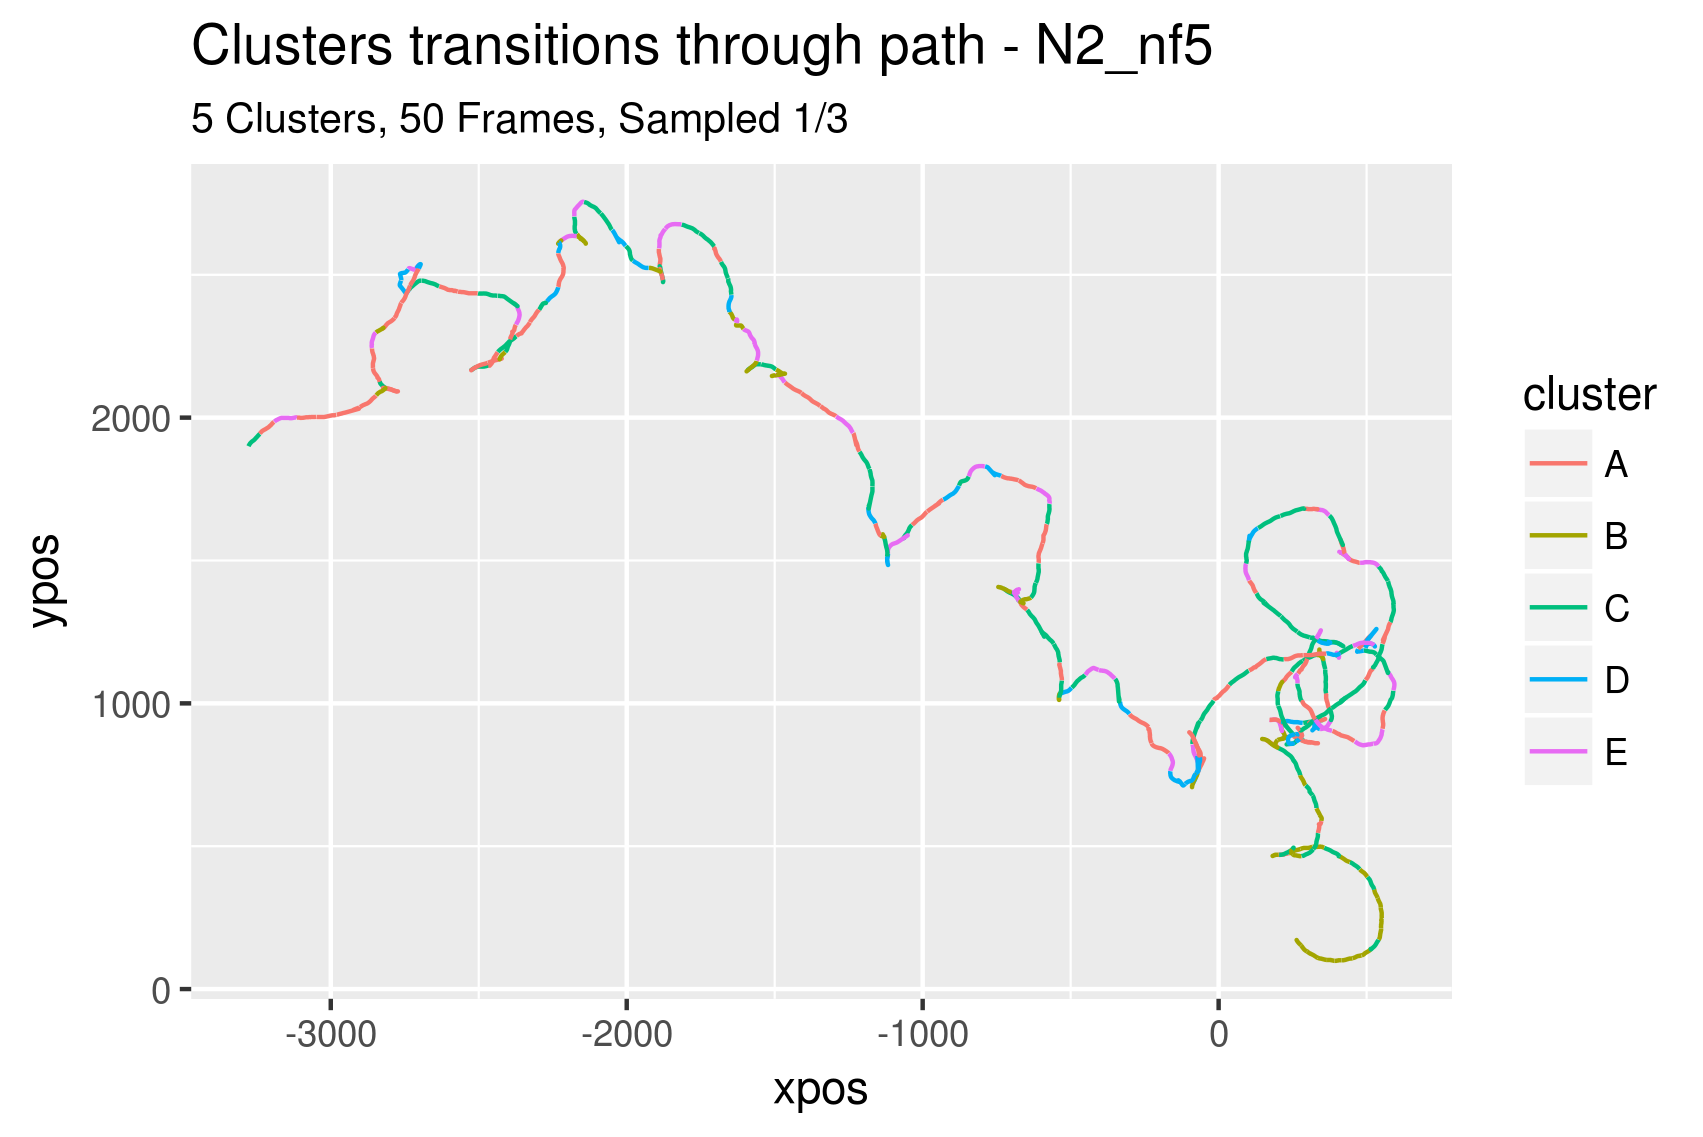 Clusters transitions through path - N2_nf5
5 Clusters, 50 Frames, Sampled 1/3
ypos
2000
1000
0
-3000
-2000
-1000
0
xpos
cluster
A
B
C
D
E